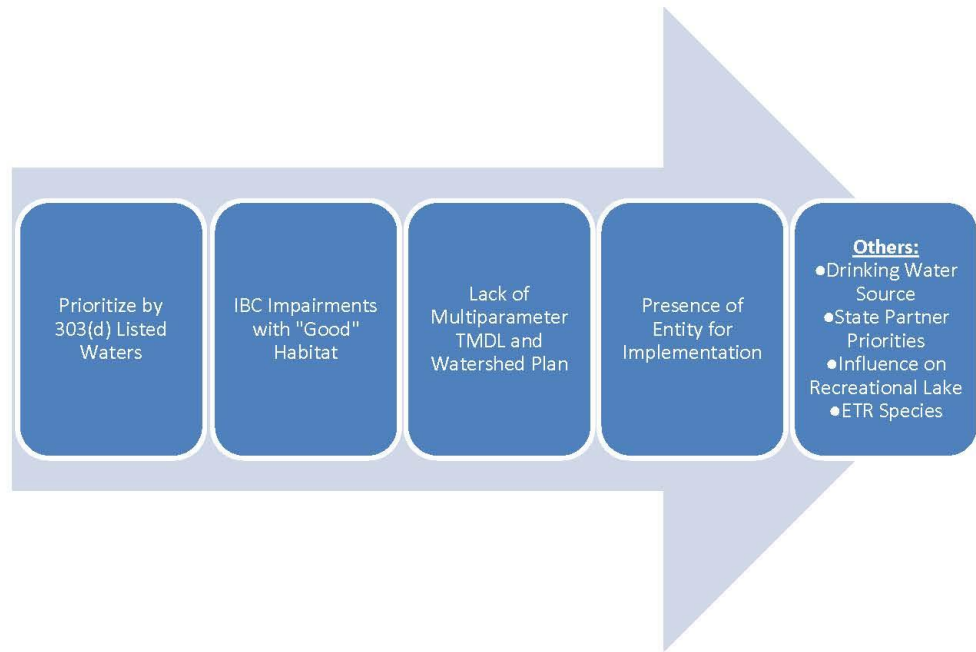 Prioritize by
303(d) Listed
Waters
IBC Impairments
with "Good"
Habitat
Lack of
Multiparameter
TMDL and
Watershed Plan
Presence of
Entity for
Implementation
Others:
●Drinking Water
Source
●State Partner
Priorities
●Influence on
Recreational Lake
●ETR Species